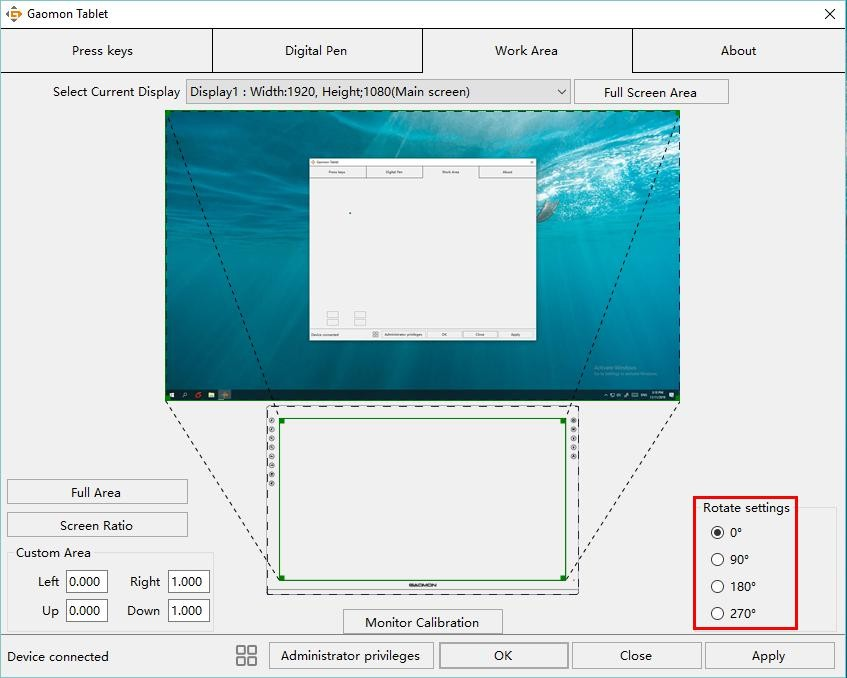 Gaomon Tablet
Press keys
Digital Pen
Work Area
About
Select Current Display
Display1 : Width:1920, Height;1080(Main screen)
Full Screen Area
Gaomon Tablet
Press keys
Digital Pen
Work Area
About
Device connected
Administrator privileges
OK
Close
Apply
Activate Windows
Go to Settings to activate Windows.
GAOMON
Full Area
Screen Ratio
Custom Area
Left 0.000 Right 1.000
Up 0.000 Down 1.000
Monitor Calibration
Rotate settings
0°
90°
180°
270°
Device connected
Administrator privileges
OK
Close
Apply